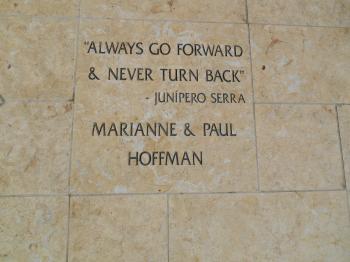 "ALWAYS GO FORWARD
& NEVER TURN BACK"
- JUNÍPERO SERRA
MARIANNE & PAUL
HOFFMAN